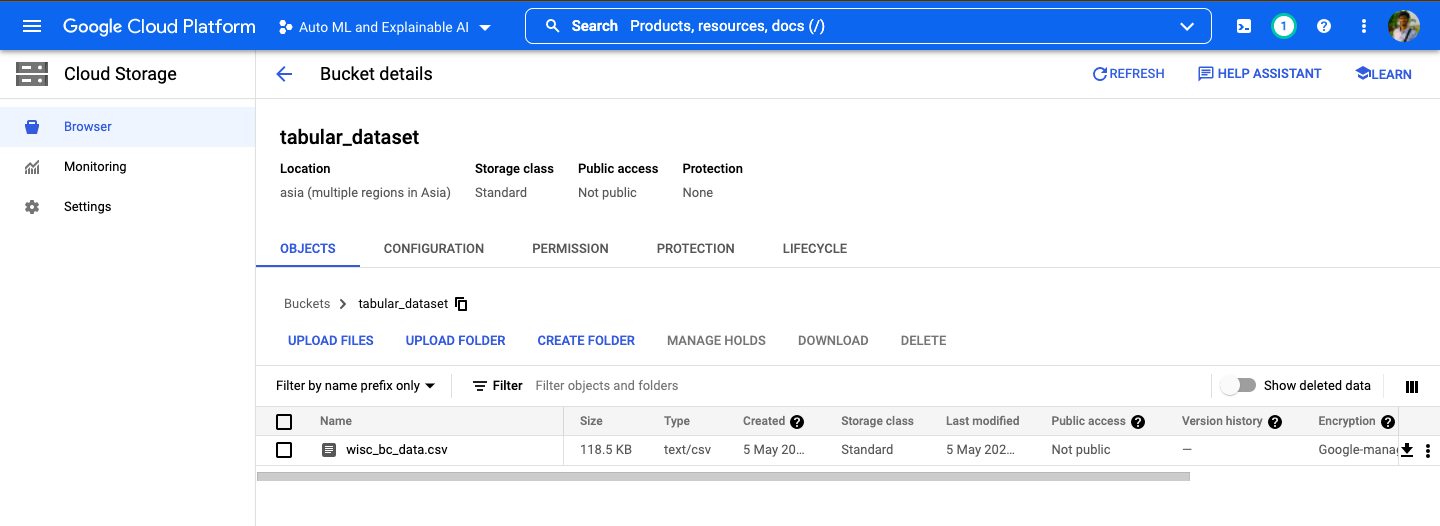 Google Cloud Platform
Auto ML and Explainable AI
Search Products, resources, docs (/)
1
Cloud Storage
Bucket details
REFRESH
HELP ASSISTANT
LEARN
Browser
Monitoring
Settings
tabular_dataset
Location Storage class Public access Protection
asia (multiple regions in Asia) Standard Not public None
OBJECTS CONFIGURATION PERMISSION PROTECTION LIFECYCLE
Buckets tabular_dataset
UPLOAD FILES UPLOAD FOLDER CREATE FOLDER MANAGE HOLDS DOWNLOAD DELETE
Filter by name prefix only Filter Filter objects and folders Show deleted data
Name Size Type Created Storage class Last modified Public access Version history Encryption
wisc_bc_data.csv 118.5 KB text/csv 5 May 20... Standard 5 May 202... Not public — Google-manag